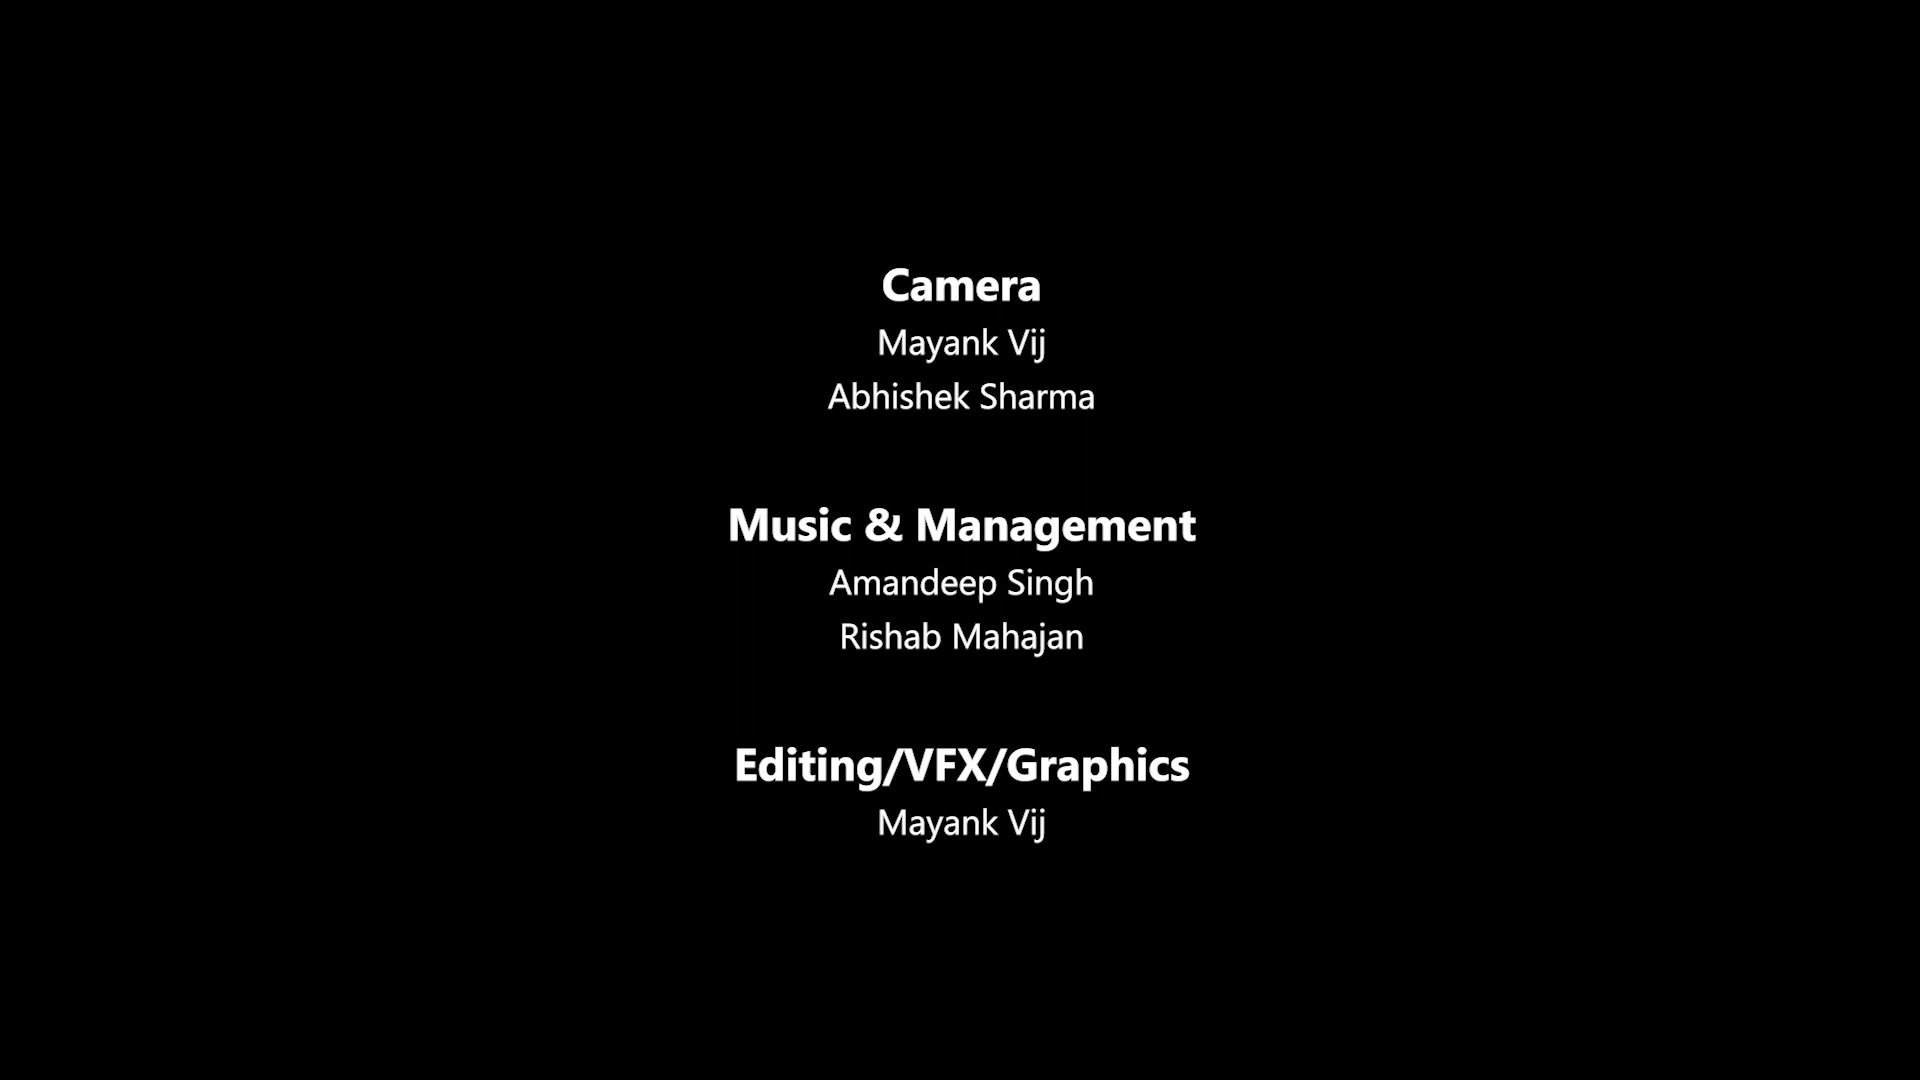 Camera
Mayank Vij
Abhishek Sharma
Music & Management
Amandeep Singh
Rishab Mahajan
Editing/VFX/Graphics
Mayank Vij